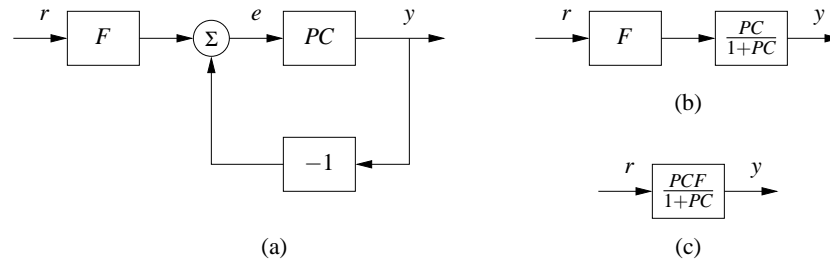 r F Σ e PC y
−1
(a)
r F PC/1+PC y
(b)
r PCF/1+PC y
(c)